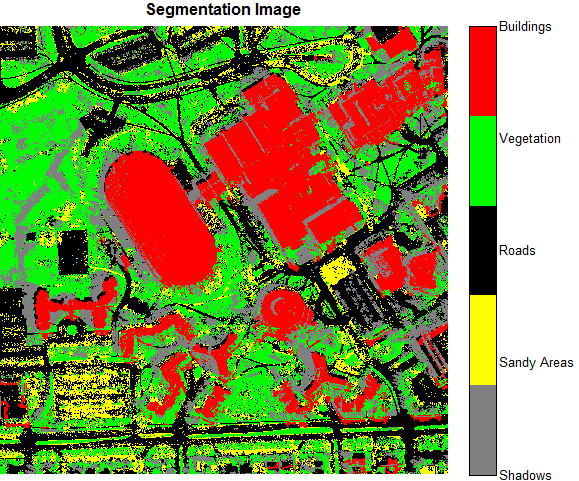 Segmentation Image
Buildings
Vegetation
Roads
Sandy Areas
Shadows